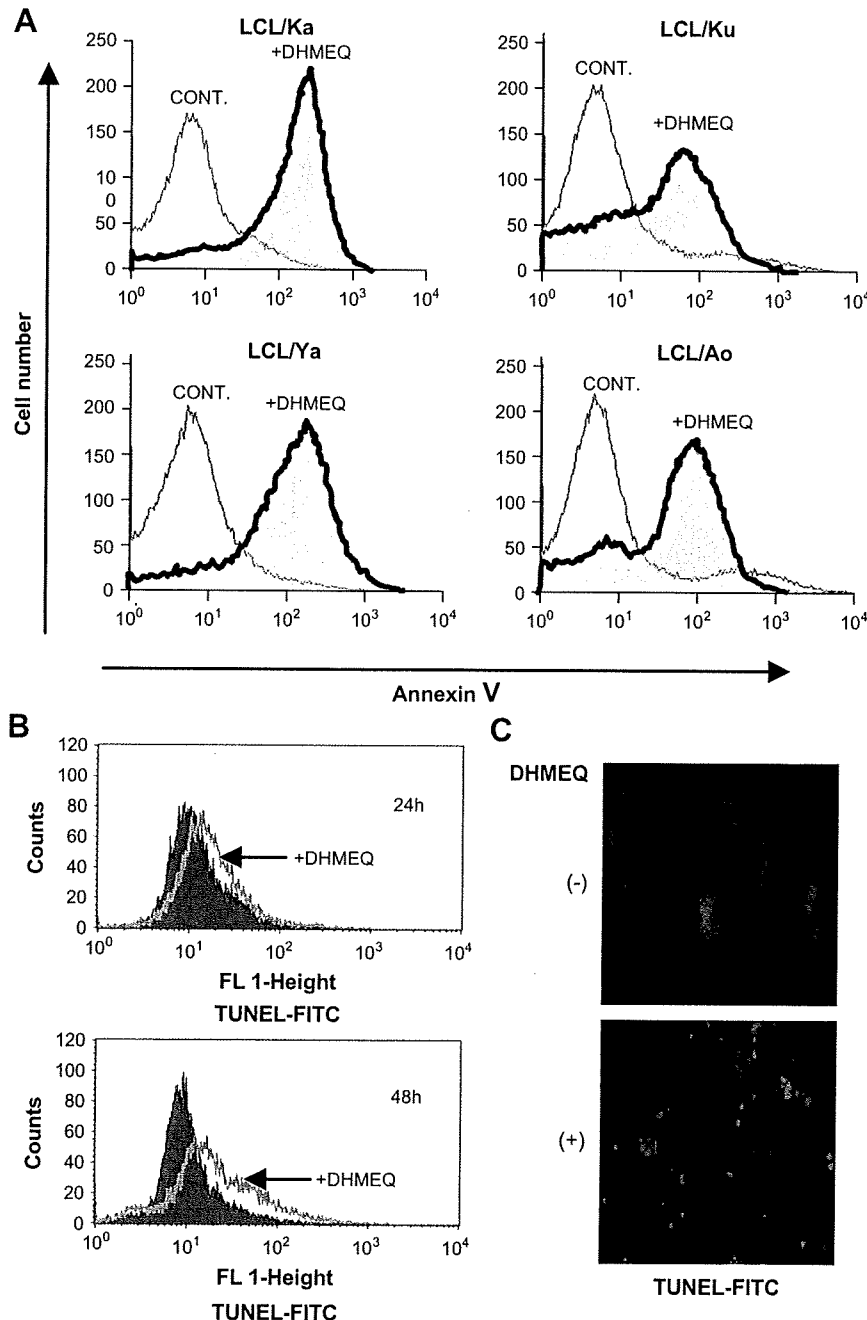 A
LCL/Ka
250
200
150
10
0
50
0
CONT.
+DHMEQ
10^0 10^1 10^2 10^3 10^4
LCL/Ku
250
200
150
100
50
0
CONT.
+DHMEQ
10^0 10^1 10^2 10^3 10^4
Cell number
LCL/Ya
250
200
150
100
50
0
CONT.
+DHMEQ
10^0 10^1 10^2 10^3 10^4
LCL/Ao
250
200
150
100
50
0
CONT.
+DHMEQ
10^0 10^1 10^2 10^3 10^4
Annexin V
B
120
100
80
60
40
20
0
Counts
24h
+DHMEQ
10^0 10^1 10^2 10^3 10^4
FL 1-Height
TUNEL-FITC
120
100
80
60
40
20
0
Counts
48h
+DHMEQ
10^0 10^1 10^2 10^3 10^4
FL 1-Height
TUNEL-FITC
C
DHMEQ
(-)
(+)
TUNEL-FITC